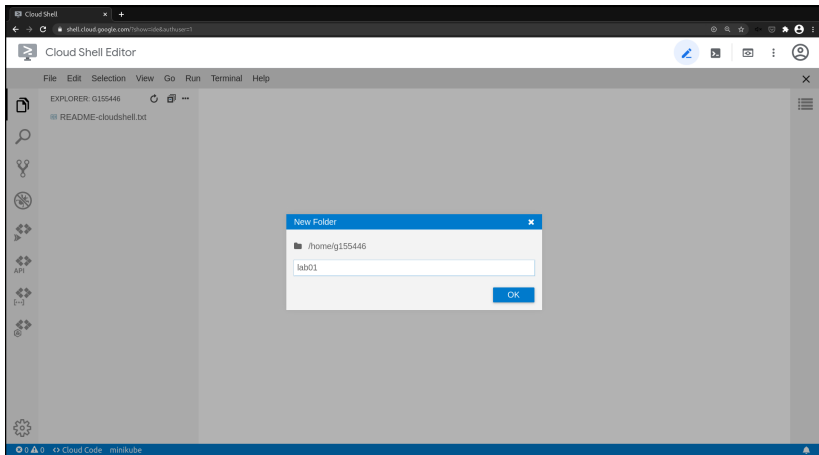 Cloud Shell
shell.cloud.google.com/?show=ide&authuser=1
Cloud Shell Editor
File Edit Selection View Go Run Terminal Help
EXPLORER: G155446
README-cloudshell.txt
New Folder
/home/g155446
lab01
OK
API
0 0 Cloud Code minikube